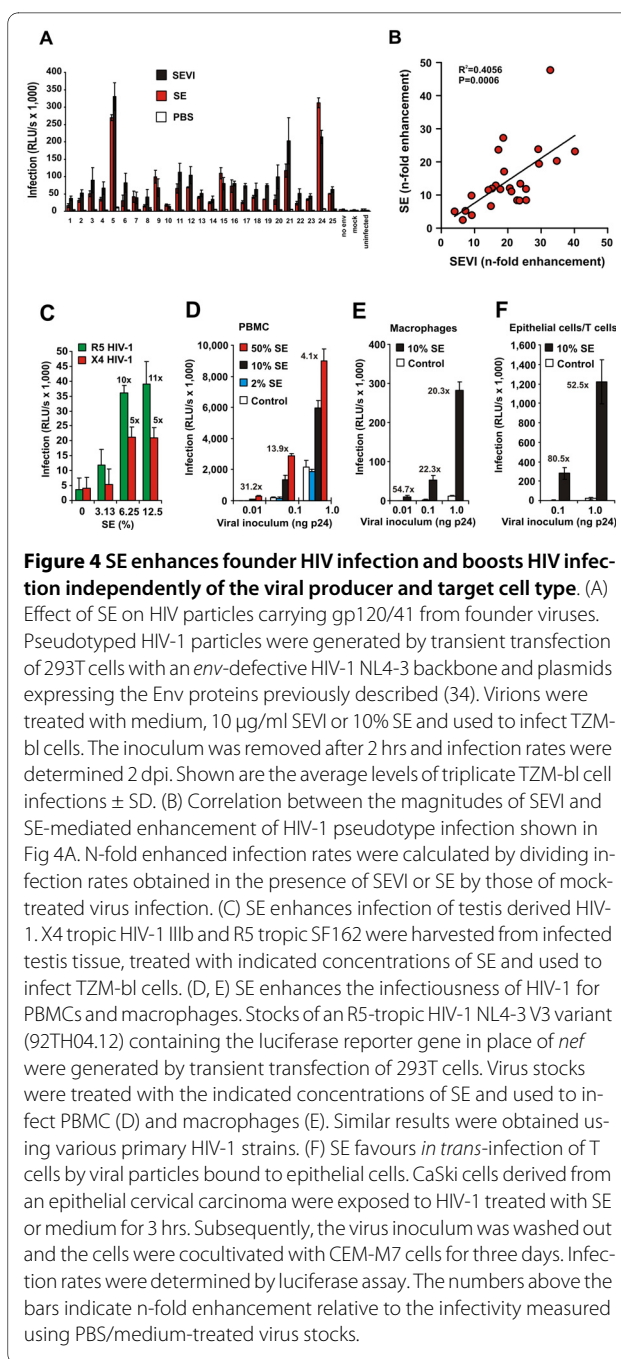 A
B
Infection (RLU/s x 1,000)
400
350
300
250
200
150
100
50
0
SEVI
SE
PBS
1 2 3 4 5 6 7 8 9 10 11 12 13 14 15 16 17 18 19 20 21 22 23 24 25 no env mock uninfected
SE (n-fold enhancement)
50
40
30
20
10
0
R²=0.4056
P=0.0006
0 10 20 30 40 50
SEVI (n-fold enhancement)
C
D
E
F
R5 HIV-1
X4 HIV-1
Infection (RLU/s x 1,000)
50
45
40
35
30
25
20
15
10
5
0
10x
5x
11x
5x
0 3.13 6.25 12.5
SE (%)
PBMC
50% SE
10% SE
2% SE
Control
Infection (RLU/s x 1,000)
10,000
8,000
6,000
4,000
2,000
0
31.2x
13.9x
4.1x
0.01 0.1 1.0
Viral inoculum (ng p24)
Macrophages
10% SE
Control
Infection (RLU/s x 1,000)
400
300
200
100
0
54.7x
22.3x
20.3x
0.01 0.1 1.0
Viral inoculum (ng p24)
Epithelial cells/T cells
10% SE
Control
Infection (RLU/s x 1,000)
1,600
1,400
1,200
1,000
800
600
400
200
0
80.5x
52.5x
0.1 1.0
Viral inoculum (ng p24)
Figure 4 SE enhances founder HIV infection and boosts HIV infec-
tion independently of the viral producer and target cell type. (A)
Effect of SE on HIV particles carrying gp120/41 from founder viruses.
Pseudotyped HIV-1 particles were generated by transient transfection
of 293T cells with an env-defective HIV-1 NL4-3 backbone and plasmids
expressing the Env proteins previously described (34). Virions were
treated with medium, 10 μg/ml SEVI or 10% SE and used to infect TZM-
bl cells. The inoculum was removed after 2 hrs and infection rates were
determined 2 dpi. Shown are the average levels of triplicate TZM-bl cell
infections ± SD. (B) Correlation between the magnitudes of SEVI and
SE-mediated enhancement of HIV-1 pseudotype infection shown in
Fig 4A. N-fold enhanced infection rates were calculated by dividing in-
fection rates obtained in the presence of SEVI or SE by those of mock-
treated virus infection. (C) SE enhances infection of testis derived HIV-
1. X4 tropic HIV-1 IIIb and R5 tropic SF162 were harvested from infected
testis tissue, treated with indicated concentrations of SE and used to
infect TZM-bl cells. (D, E) SE enhances the infectiousness of HIV-1 for
PBMCs and macrophages. Stocks of an R5-tropic HIV-1 NL4-3 V3 variant
(92TH04.12) containing the luciferase reporter gene in place of nef
were generated by transient transfection of 293T cells. Virus stocks
were treated with the indicated concentrations of SE and used to in-
fect PBMC (D) and macrophages (E). Similar results were obtained us-
ing various primary HIV-1 strains. (F) SE favours in trans-infection of T
cells by viral particles bound to epithelial cells. CaSki cells derived from
an epithelial cervical carcinoma were exposed to HIV-1 treated with SE
or medium for 3 hrs. Subsequently, the virus inoculum was washed out
and the cells were cocultivated with CEM-M7 cells for three days. Infec-
tion rates were determined by luciferase assay. The numbers above the
bars indicate n-fold enhancement relative to the infectivity measured
using PBS/medium-treated virus stocks.